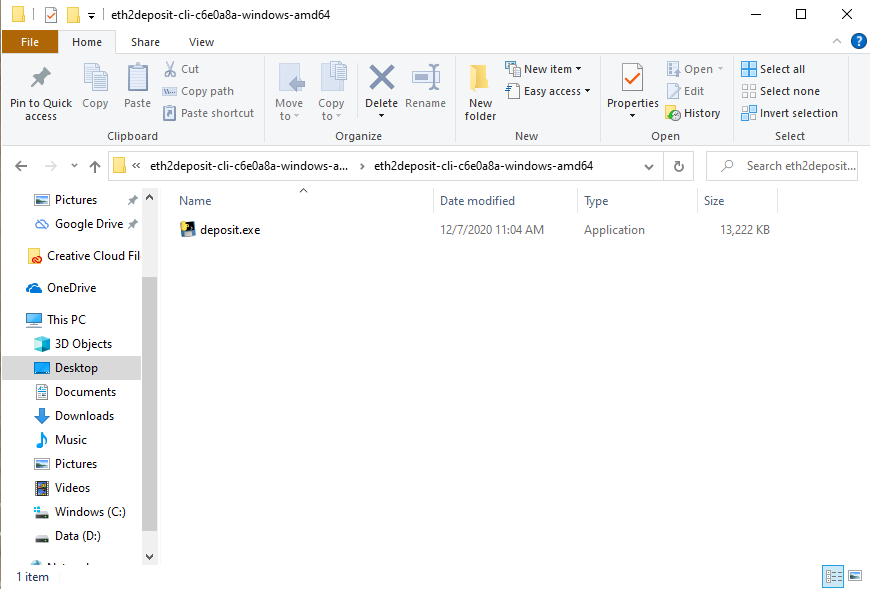 eth2deposit-cli-c6e0a8a-windows-amd64
File Home Share View
Pin to Quick access
Copy
Paste
Cut
Copy path
Paste shortcut
Clipboard
Move to
Copy to
Delete
Rename
Organize
New folder
New item
Easy access
New
Properties
Open
Edit
History
Open
Select all
Select none
Invert selection
Select
« eth2deposit-cli-c6e0a8a-windows-a... › eth2deposit-cli-c6e0a8a-windows-amd64
Search eth2deposit...
Name Date modified Type Size
deposit.exe 12/7/2020 11:04 AM Application 13,222 KB
Pictures
Google Drive
Creative Cloud Fil
OneDrive
This PC
3D Objects
Desktop
Documents
Downloads
Music
Pictures
Videos
Windows (C:)
Data (D:)
1 item